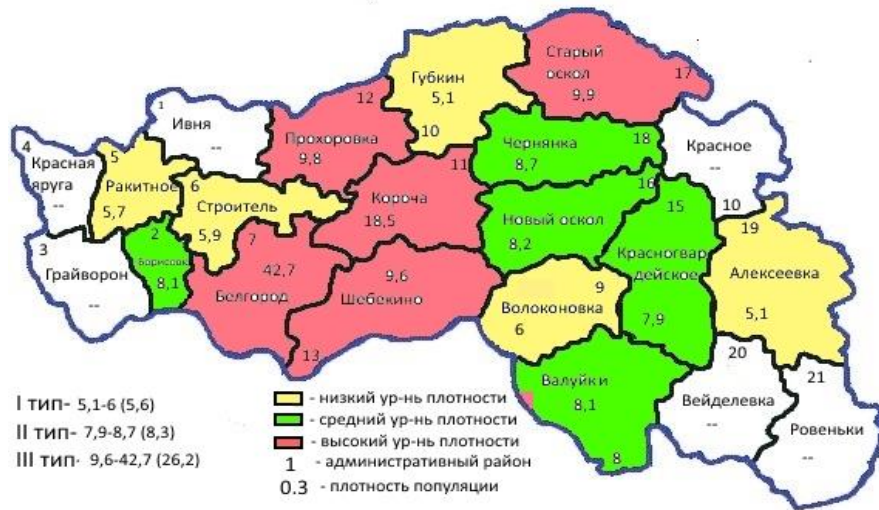 Старый
оскол
17
9,9
Губкин
5,1
10
12
Прохоровка
9,8
1
Ивня
--
4
Красная
яруга
--
5
Ракитное
5,7
6
Строитель
5,9
11
Короча
18,5
18
Чернянка
8,7
Красное
--
10
16
Новый оскол
8,2
15
Красногвар
дейское
7,9
19
Алексеевка
5,1
3
Грайворон
--
2
Борисовк
8,1
7
42,7
Белгород
9,6
Шебекино
13
9
Волоконовка
6
Валуйки
8,1
8
20
Вейделевка
--
21
Ровеньки
--
I тип- 5,1-6 (5,6)
II тип- 7,9-8,7 (8,3)
III тип- 9,6-42,7 (26,2)
- низкий ур-нь плотности
- средний ур-нь плотности
- высокий ур-нь плотности
1 - административный район
0.3 - плотность популяции